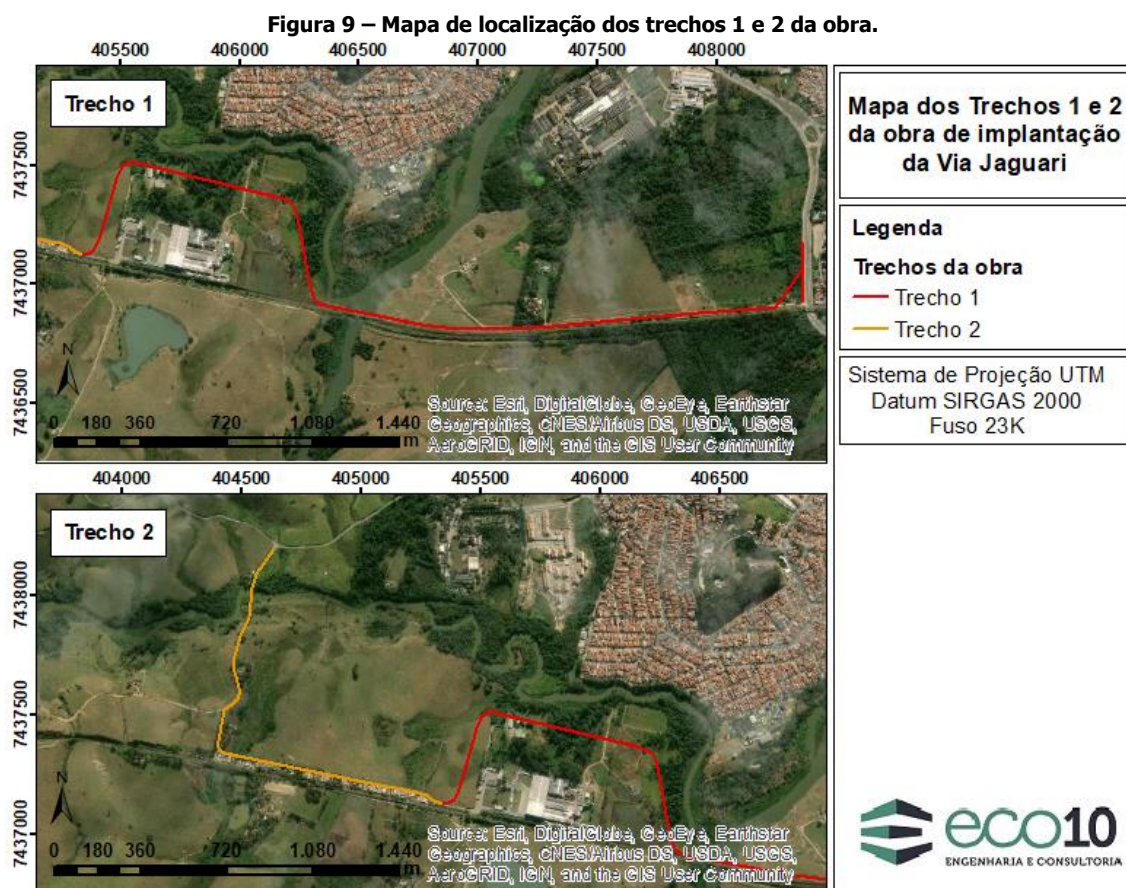 Figura 9 – Mapa de localização dos trechos 1 e 2 da obra.
405500 406000 406500 407000 407500 408000
Trecho 1
7437500
7437000
7436500
N
0 180 360 720 1.080 1.440
m
Source: Esri, DigitalGlobe, GeoEye, Earthstar
Geographics, CNES/Airbus DS, USDA, USGS,
AeroGRID, IGN, and the GIS User Community
404000 404500 405000 405500 406000 406500
Trecho 2
7438000
7437500
7437000
N
0 180 360 720 1.080 1.440
m
Source: Esri, DigitalGlobe, GeoEye, Earthstar
Geographics, CNES/Airbus DS, USDA, USGS,
AeroGRID, IGN, and the GIS User Community
Mapa dos Trechos 1 e 2
da obra de implantação
da Via Jaguari
Legenda
Trechos da obra
Trecho 1
Trecho 2
Sistema de Projeção UTM
Datum SIRGAS 2000
Fuso 23K
eco10
ENGENHARIA E CONSULTORIA